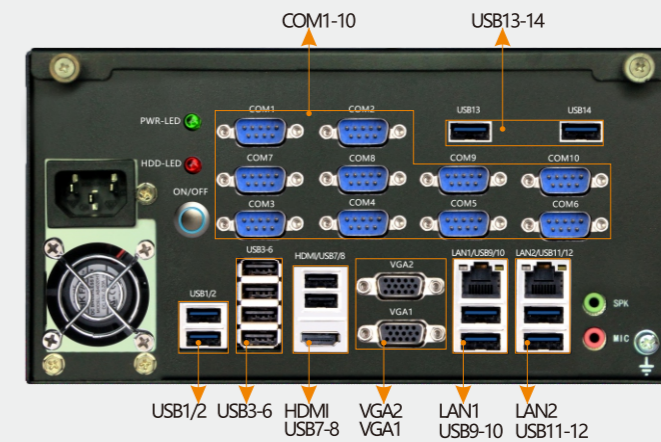 COM1-10
USB13-14
COM1
COM2
USB13
USB14
PWR-LED
HDD-LED
COM7
COM8
COM9
COM10
ON/OFF
COM3
COM4
COM5
COM6
USB3-6
HDMI/USB7/8
VGA2
LAN1/USB9/10
LAN2/USB11/12
USB1/2
VGA1
SPK
MIC
USB1/2
USB3-6
HDMI
USB7-8
VGA2
VGA1
LAN1
USB9-10
LAN2
USB11-12